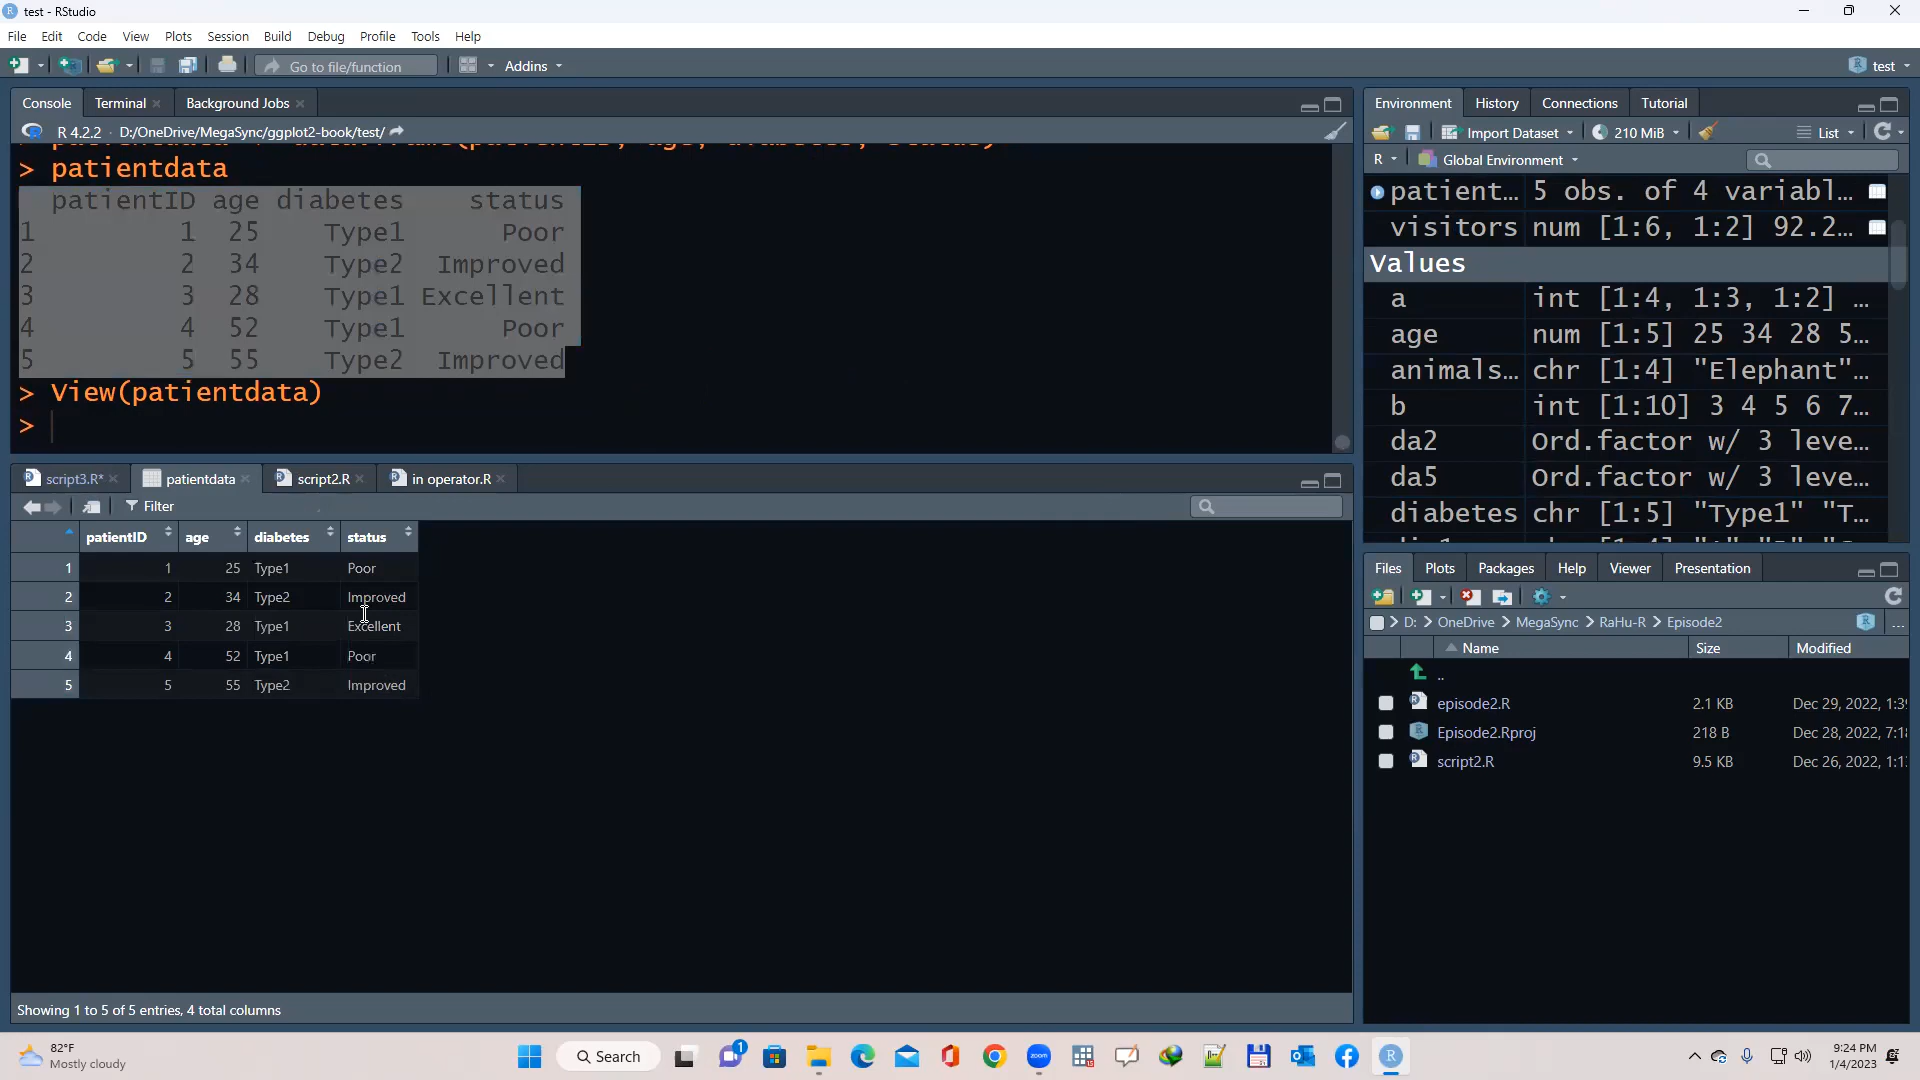 test - RStudio
File Edit Code View Plots Session Build Debug Profile Tools Help
Go to file/function Addins test
Console Terminal Background Jobs
R 4.2.2 · D:/OneDrive/MegaSync/ggplot2-book/test/
> patientdata
patientID age diabetes status
1 1 25 Type1 Poor
2 2 34 Type2 Improved
3 3 28 Type1 Excellent
4 4 52 Type1 Poor
5 5 55 Type2 Improved
> View(patientdata)
>
Environment History Connections Tutorial
Import Dataset 210 MiB List
R Global Environment
patient... 5 obs. of 4 variabl...
visitors num [1:6, 1:2] 92.2...
Values
a int [1:4, 1:3, 1:2] ...
age num [1:5] 25 34 28 5...
animals... chr [1:4] "Elephant"...
b int [1:10] 3 4 5 6 7...
da2 Ord.factor w/ 3 leve...
da5 Ord.factor w/ 3 leve...
diabetes chr [1:5] "Type1" "T...
script3.R* patientdata script2.R in operator.R
Filter
patientID age diabetes status
1 1 25 Type1 Poor
2 2 34 Type2 Improved
3 3 28 Type1 Excellent
4 4 52 Type1 Poor
5 5 55 Type2 Improved
Showing 1 to 5 of 5 entries, 4 total columns
Files Plots Packages Help Viewer Presentation
D: > OneDrive > MegaSync > RaHu-R > Episode2 ...
Name Size Modified
..
episode2.R 2.1 KB Dec 29, 2022, 1:3
Episode2.Rproj 218 B Dec 28, 2022, 7:1
script2.R 9.5 KB Dec 26, 2022, 1:1
82°F
Mostly cloudy
Search
1
zoom
9:24 PM
1/4/2023